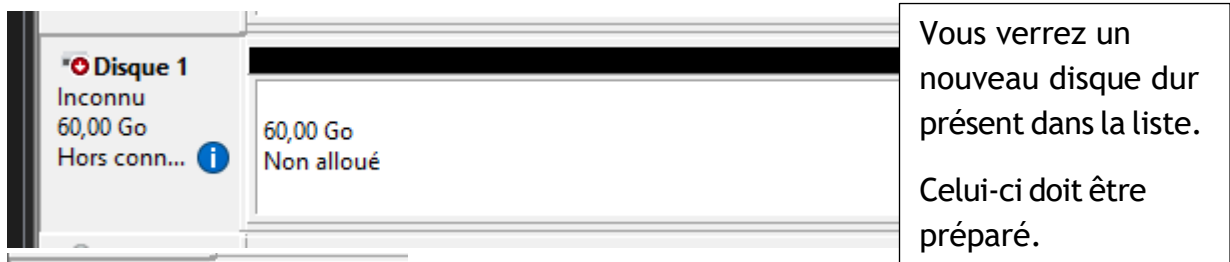 Disque 1
Inconnu
60,00 Go
Hors conn...
60,00 Go
Non alloué
Vous verrez un
nouveau disque dur
présent dans la liste.
Celui-ci doit être
préparé.